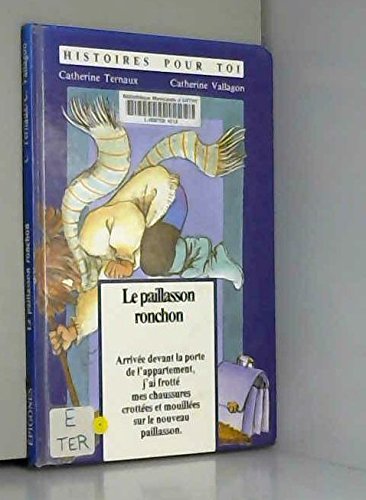 HISTOIRES POUR TOI
Catherine Ternaux Catherine Vallagon
Le paillasson
ronchon
Arrivée devant la porte
de l'appartement,
j'ai frotté
mes chaussures
crottées et mouillées
sur le nouveau
paillasson.
E
TER
Le paillasson ronchon
EPIGONES